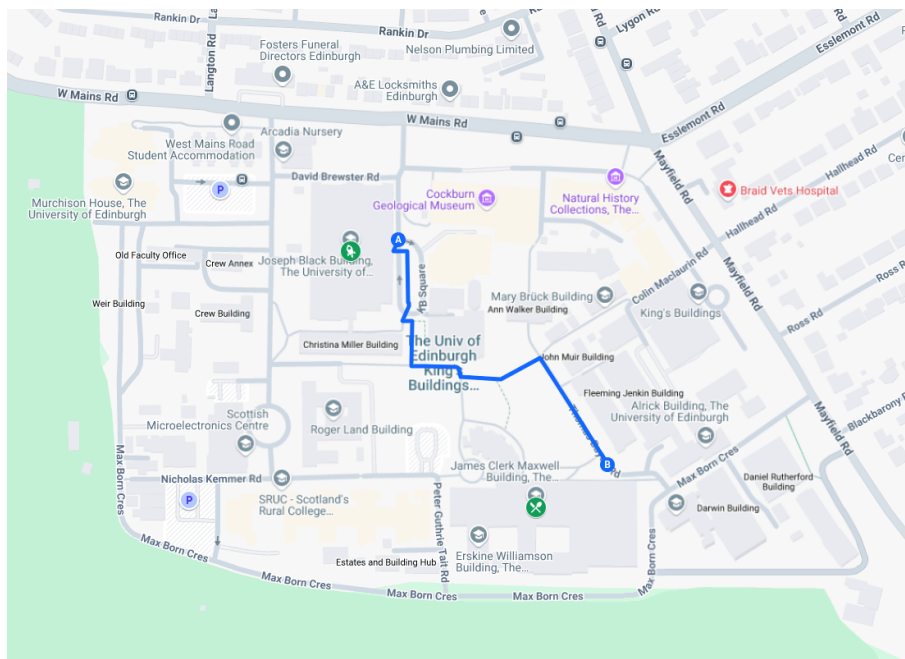 Rankin Dr
Rankin Dr
Lygon Rd
Langton Rd
Fosters Funeral
Directors Edinburgh
Nelson Plumbing Limited
Esslemont Rd
A&E Locksmiths
Edinburgh
W Mains Rd
W Mains Rd
Esslemont Rd
West Mains Road
Student Accommodation
Arcadia Nursery
Mayfield Rd
Hallhead Rd
David Brewster Rd
Murchison House, The
University of Edinburgh
P
Cockburn
Geological Museum
Natural History
Collections, The...
Braid Vets Hospital
Hallhead Rd
A
Old Faculty Office
Crew Annex
Joseph Black Building,
The University of...
Mayfield Rd
Ross Rd
Colin Maclaurin Rd
Weir Building
Crew Building
Mary Brück Building
Ann Walker Building
King's Buildings
Ross Rd
Christina Miller Building
The Univ of
Edinburgh
King's
Buildings...
John Muir Building
Fleeming Jenkin Building
Alrick Building, The
University of Edinburgh
Mayfield Rd
Blackbarony
Scottish
Microelectronics Centre
Roger Land Building
B
Max Born Cres
Nicholas Kemmer Rd
James Clerk Maxwell
Building, The...
Max Born Cres
Daniel Rutherford
Building
P
SRUC - Scotland's
Rural College...
Peter Guthrie Tait Rd
Darwin Building
Max Born Cres
Erskine Williamson
Building, The...
Estates and Building Hub
Max Born Cres
Max Born Cres
Max Born Cres
Max Born Cres